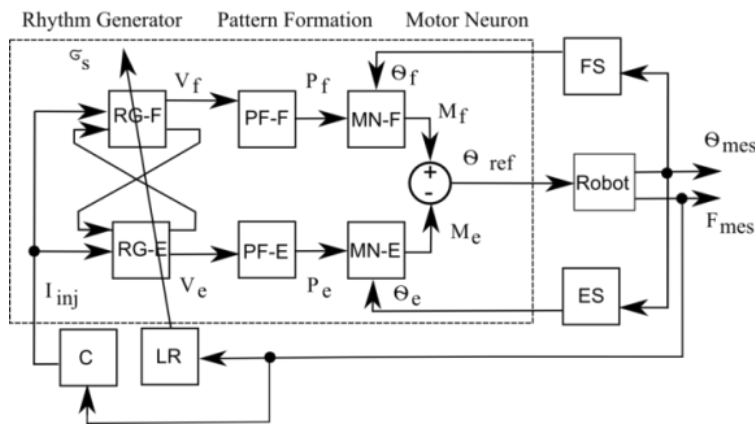 Rhythm Generator Pattern Formation Motor Neuron
σs
Vf
Pf
Θf
FS
RG-F
PF-F
MN-F
Mf
Θmes
+
-
Θ ref
Robot
Fmes
RG-E
PF-E
MN-E
Me
Iinj
Ve
Pe
Θe
ES
C
LR